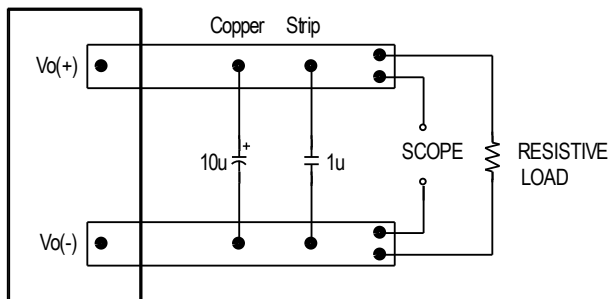 Copper Strip
Vo(+)
10u + 1u
SCOPE
RESISTIVE
LOAD
Vo(-)